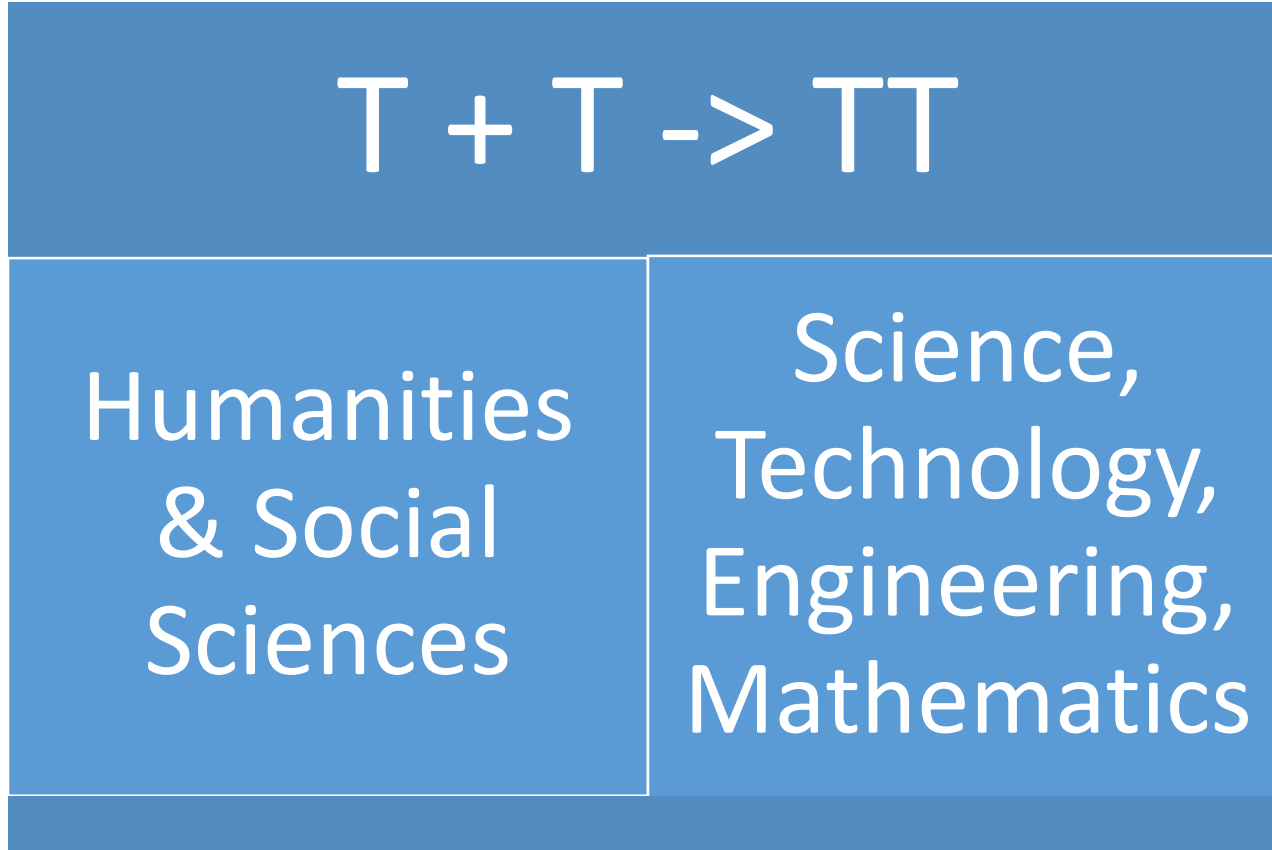 T + T -> TT
Humanities
& Social
Sciences
Science,
Technology,
Engineering,
Mathematics